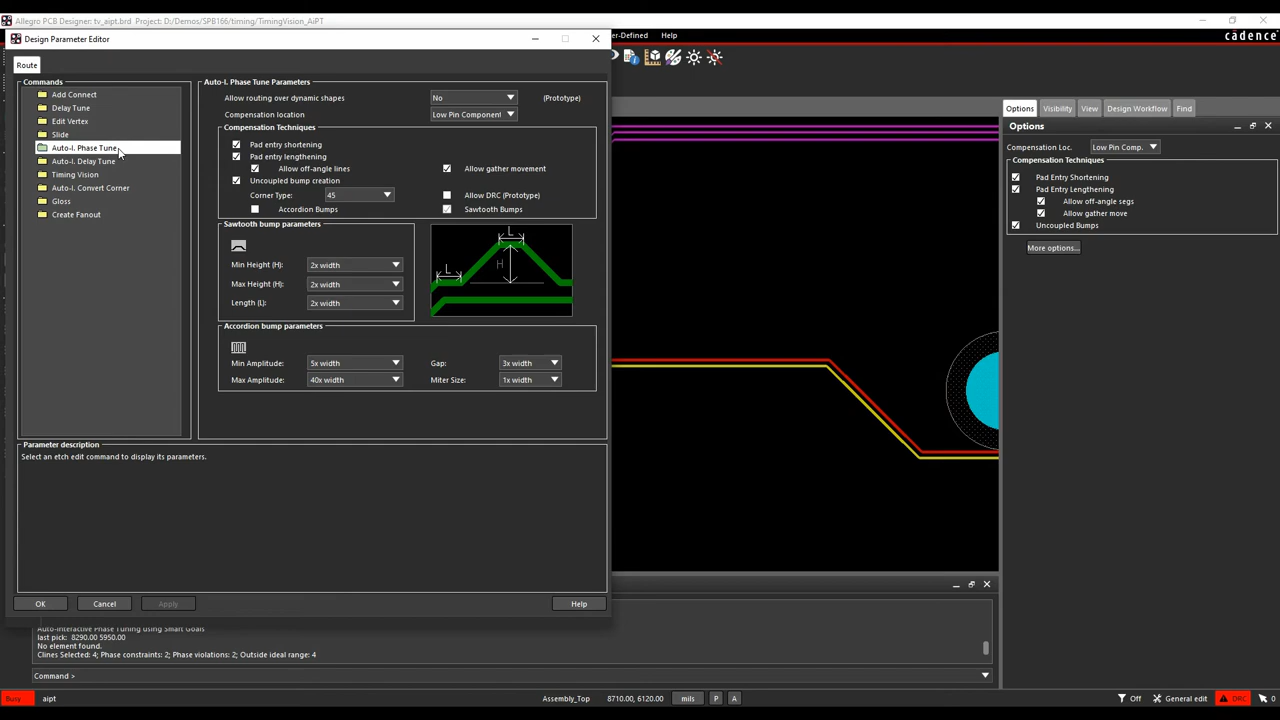 Allegro PCB Designer: tv_aipt.brd Project: D:/Demos/SPB166/timing/TimingVision_AiPT
Design Parameter Editor
er-Defined Help
cādence
Route
Commands
Add Connect
Delay Tune
Edit Vertex
Slide
Auto-I. Phase Tune
Auto-I. Delay Tune
Timing Vision
Auto-I. Convert Corner
Gloss
Create Fanout
Auto-I. Phase Tune Parameters
Allow routing over dynamic shapes No (Prototype)
Compensation location Low Pin Component
Compensation Techniques
Pad entry shortening
Pad entry lengthening
Allow off-angle lines Allow gather movement
Uncoupled bump creation
Corner Type: 45 Allow DRC (Prototype)
Accordion Bumps Sawtooth Bumps
Sawtooth bump parameters
Min Height (H): 2x width
Max Height (H): 2x width
Length (L): 2x width
L
L
H
Accordion bump parameters
Min Amplitude: 5x width Gap: 3x width
Max Amplitude: 40x width Miter Size: 1x width
Parameter description
Select an etch edit command to display its parameters.
OK Cancel Apply Help
Options Visibility View Design Workflow Find
Options
Compensation Loc. Low Pin Comp.
Compensation Techniques
Pad Entry Shortening
Pad Entry Lengthening
Allow off-angle segs
Allow gather move
Uncoupled Bumps
More options...
Auto-Interactive Phase Tuning using Smart Goals
last pick: 8290.00 5950.00
No element found.
Clines Selected: 4; Phase constraints: 2; Phase violations: 2; Outside ideal range: 4
Command >
Busy aipt Assembly_Top 8710.00, 6120.00 mils P A Off General edit DRC 0